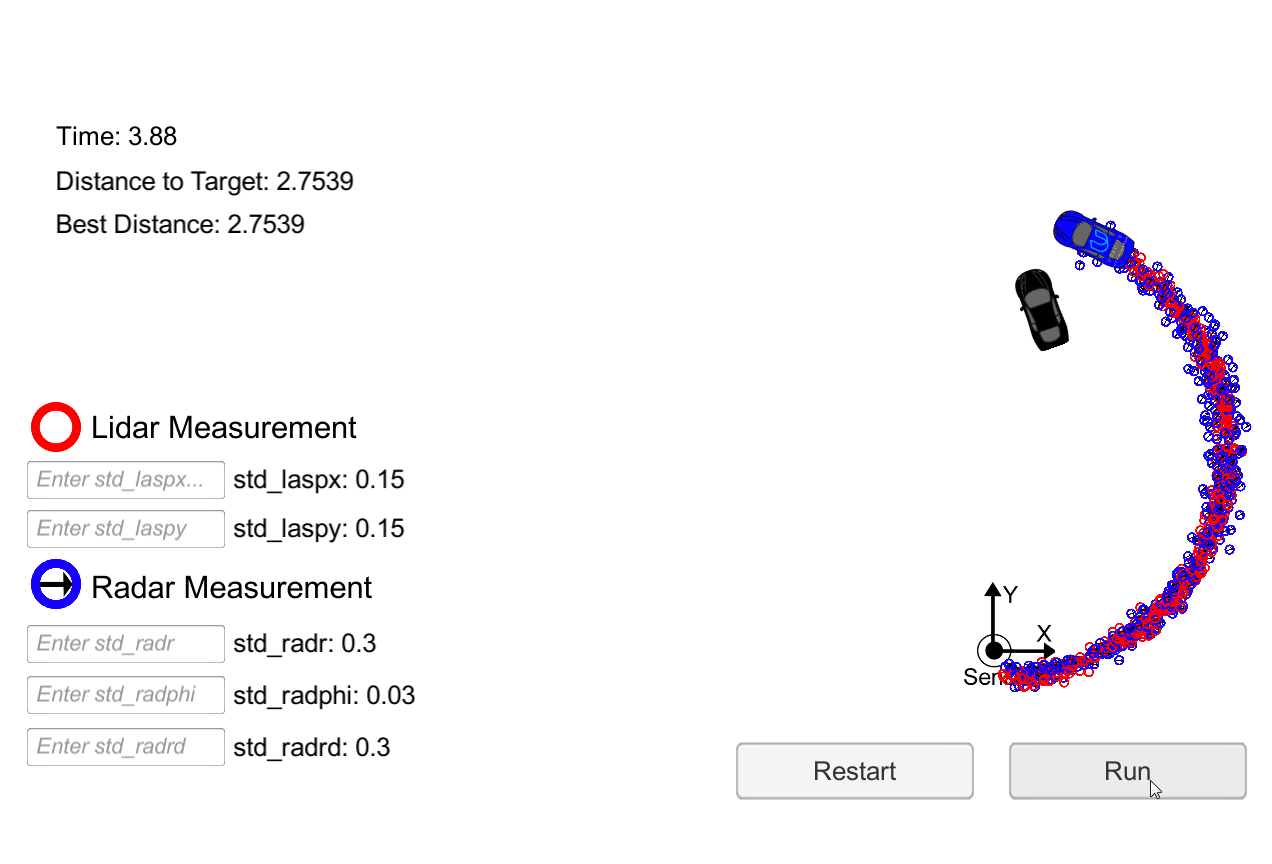 Time: 3.88
Distance to Target: 2.7539
Best Distance: 2.7539
Lidar Measurement
Enter std_laspx... std_laspx: 0.15
Enter std_laspy std_laspy: 0.15
Radar Measurement
Enter std_radr std_radr: 0.3
Enter std_radphi std_radphi: 0.03
Enter std_radrd std_radrd: 0.3
Y
X
Restart
Run